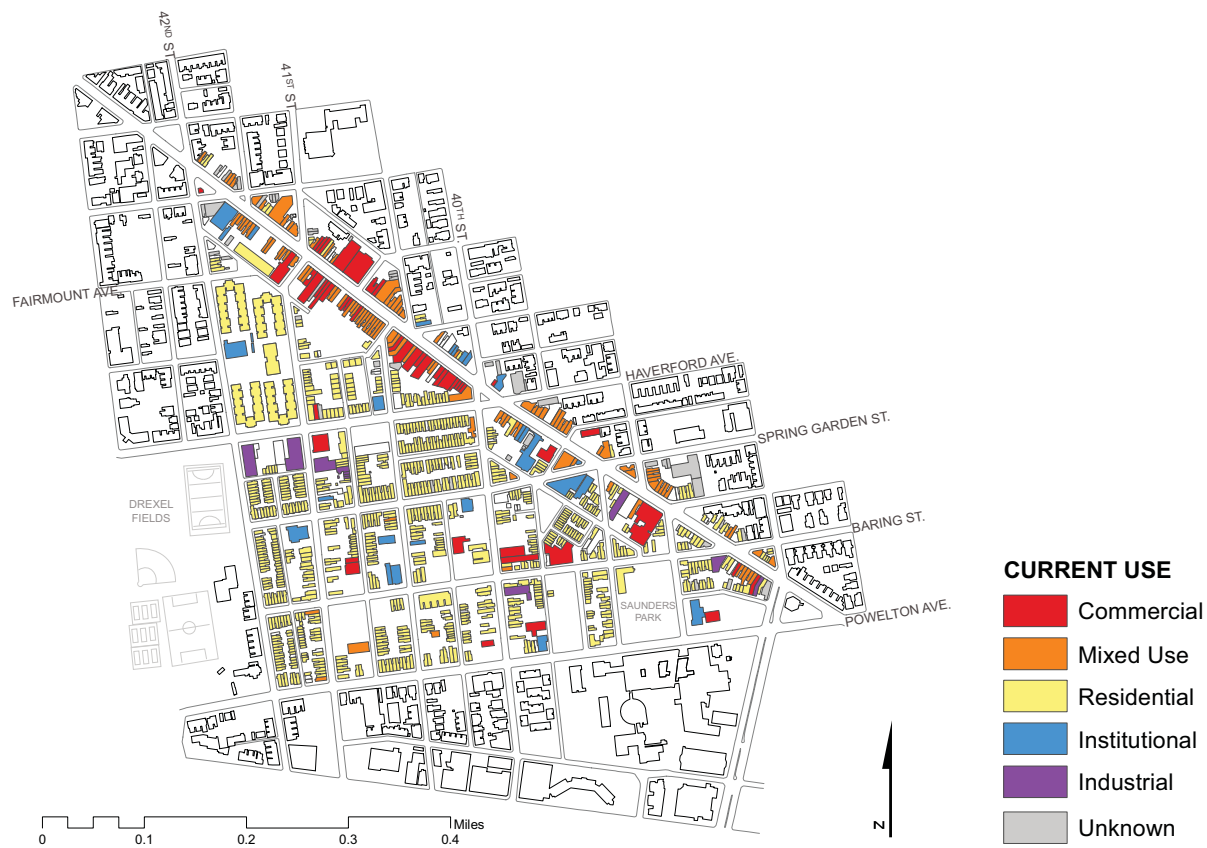 42ND ST.
41ST ST.
40TH ST.
FAIRMOUNT AVE.
HAVERFORD AVE.
SPRING GARDEN ST.
DREXEL
FIELDS
BARING ST.
SAUNDERS
PARK
POWELTON AVE.
CURRENT USE
Commercial
Mixed Use
Residential
Institutional
Industrial
Unknown
N
Miles
0 0.1 0.2 0.3 0.4